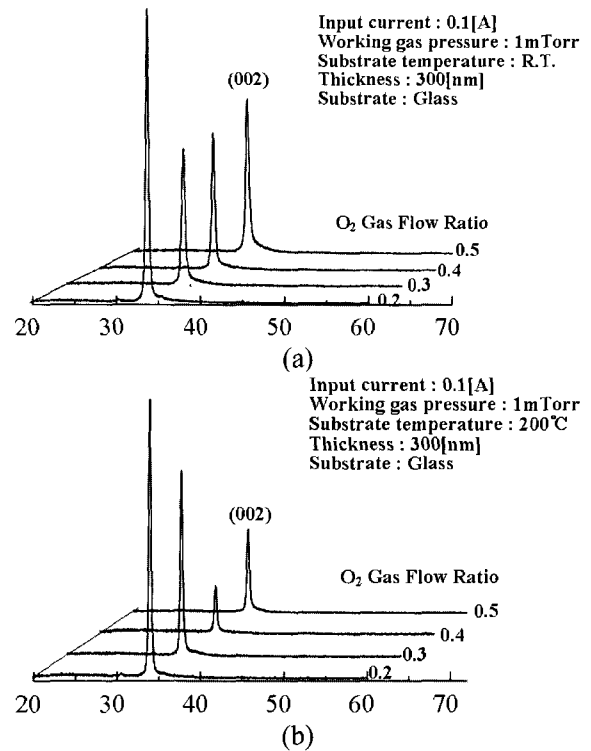 Input current : 0.1[A]
Working gas pressure : 1mTorr
Substrate temperature : R.T.
Thickness : 300[nm]
Substrate : Glass
(002)
O₂ Gas Flow Ratio
0.5
0.4
0.3
0.2
20 30 40 50 60 70
(a)
Input current : 0.1[A]
Working gas pressure : 1mTorr
Substrate temperature : 200℃
Thickness : 300[nm]
Substrate : Glass
(002)
O₂ Gas Flow Ratio
0.5
0.4
0.3
0.2
20 30 40 50 60 70
(b)